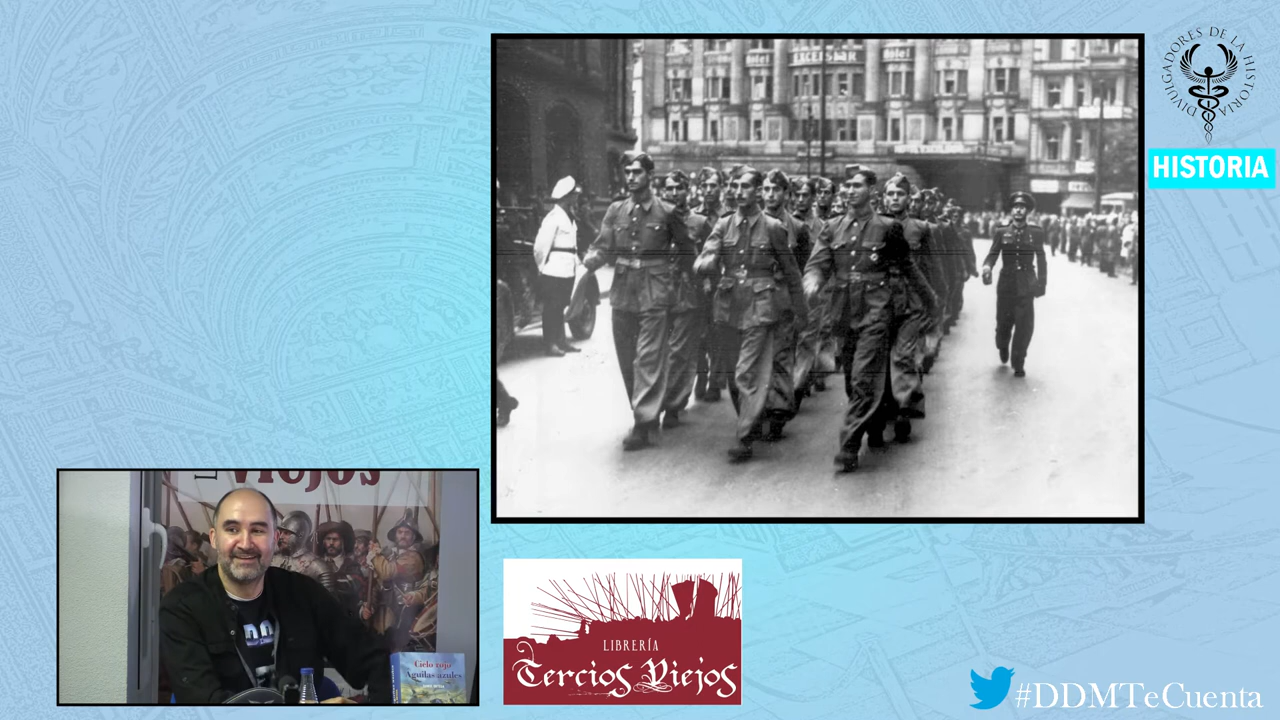 Hotel EXCELSIOR Hotel
DIVULGADORES DE LA HISTORIA
HISTORIA
VIEJOS
Cielo rojo
Águilas azules
LIBRERÍA
Tercios Viejos
#DDMTeCuenta